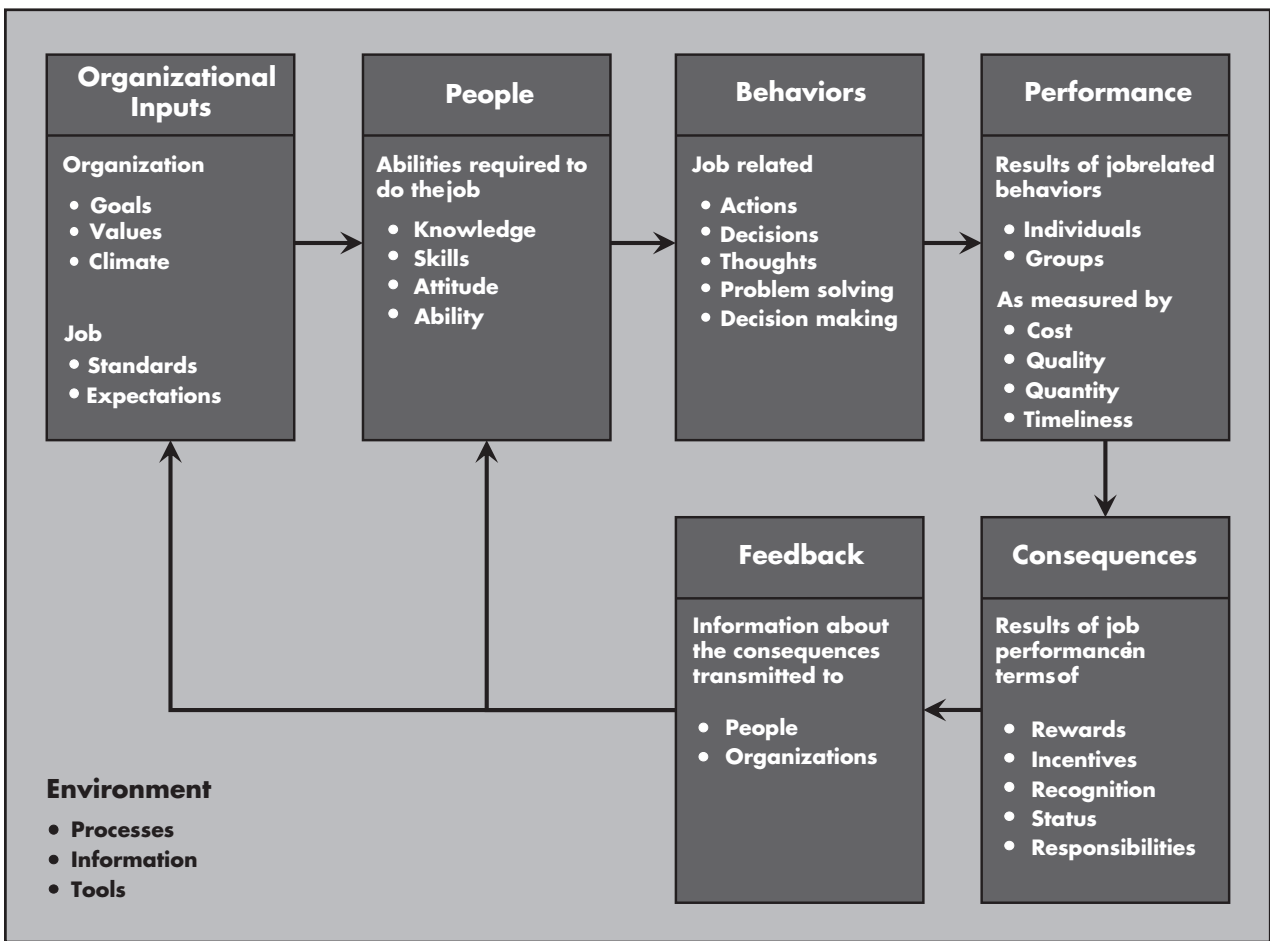 Organizational
Inputs
Organization
• Goals
• Values
• Climate
Job
• Standards
• Expectations
People
Abilities required to
do thejob
• Knowledge
• Skills
• Attitude
• Ability
Behaviors
Job related
• Actions
• Decisions
• Thoughts
• Problem solving
• Decision making
Performance
Results of jobrelated
behaviors
• Individuals
• Groups
As measured by
• Cost
• Quality
• Quantity
• Timeliness
Feedback
Information about
the consequences
transmitted to
• People
• Organizations
Consequences
Results of job
performancein
termsof
• Rewards
• Incentives
• Recognition
• Status
• Responsibilities
Environment
• Processes
• Information
• Tools